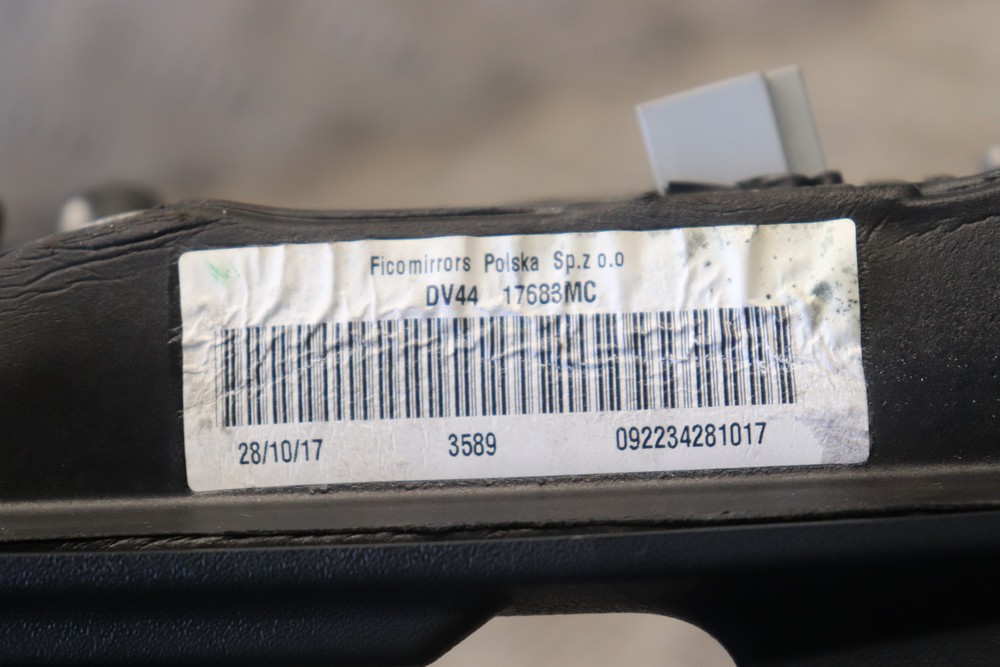 Ficomirrors Polska Sp.z o.o
DV44 17683MC
28/10/17 3589 092234281017